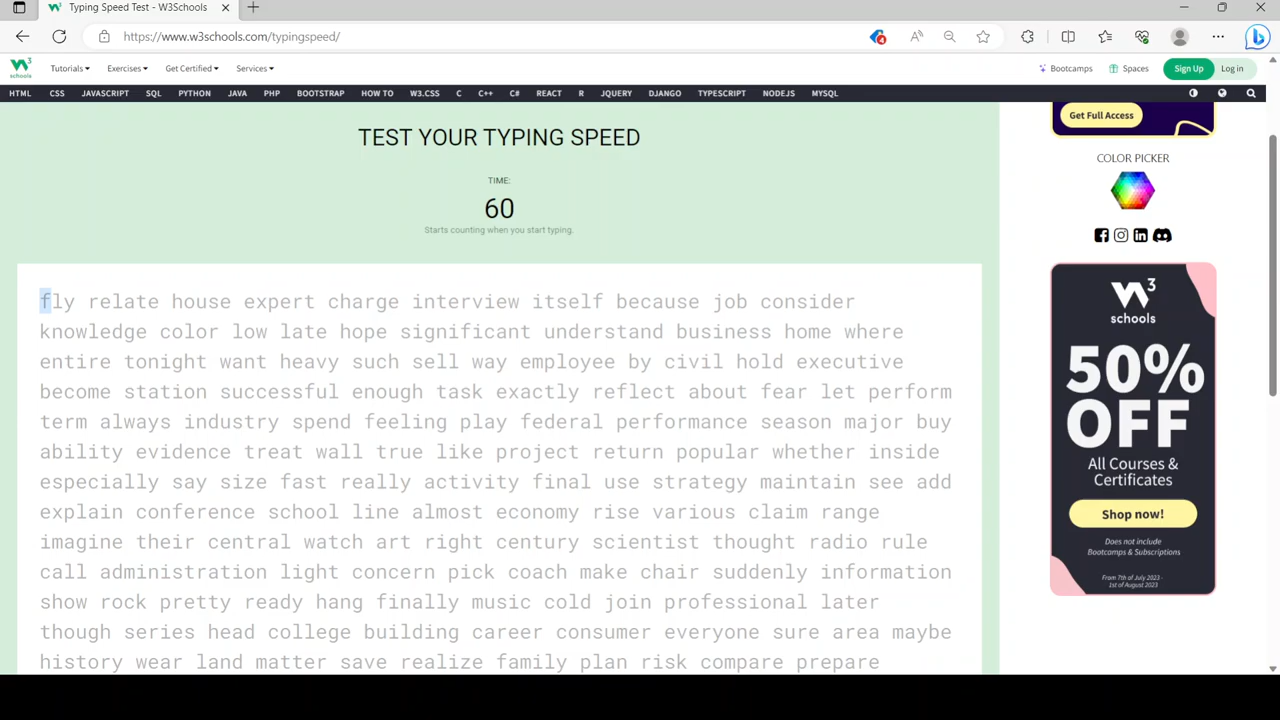 Typing Speed Test - W3Schools
https://www.w3schools.com/typingspeed/
4
schools
Tutorials Exercises Get Certified Services
Bootcamps Spaces Sign Up Log in
HTML CSS JAVASCRIPT SQL PYTHON JAVA PHP BOOTSTRAP HOW TO W3.CSS C C++ C# REACT R JQUERY DJANGO TYPESCRIPT NODEJS MYSQL
TEST YOUR TYPING SPEED
TIME:
60
Starts counting when you start typing.
fly relate house expert charge interview itself because job consider
knowledge color low late hope significant understand business home where
entire tonight want heavy such sell way employee by civil hold executive
become station successful enough task exactly reflect about fear let perform
term always industry spend feeling play federal performance season major buy
ability evidence treat wall true like project return popular whether inside
especially say size fast really activity final use strategy maintain see add
explain conference school line almost economy rise various claim range
imagine their central watch art right century scientist thought radio rule
call administration light concern pick coach make chair suddenly information
show rock pretty ready hang finally music cold join professional later
though series head college building career consumer everyone sure area maybe
history wear land matter save realize family plan risk compare prepare
Get Full Access
COLOR PICKER
W3
schools
50%
OFF
All Courses &
Certificates
Shop now!
Does not include
Bootcamps & Subscriptions
From 7th of July 2023 -
1st of August 2023